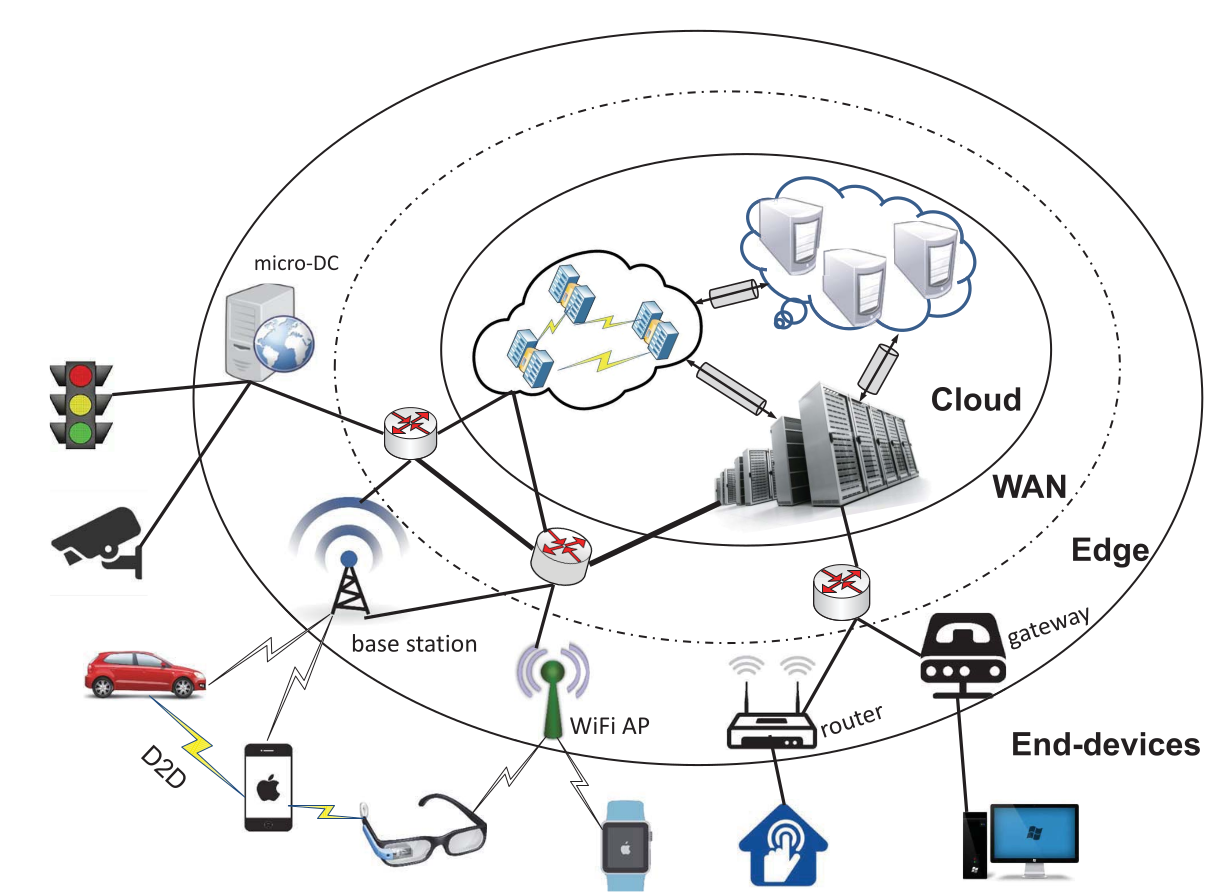 micro-DC
Cloud
WAN
Edge
base station
gateway
WiFi AP
router
End-devices
D2D